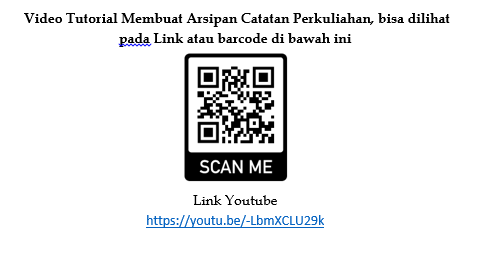 Video Tutorial Membuat Arsipan Catatan Perkuliahan, bisa dilihat
pada Link atau barcode di bawah ini
SCAN ME
Link Youtube
https://youtu.be/-LbmXCLU29k